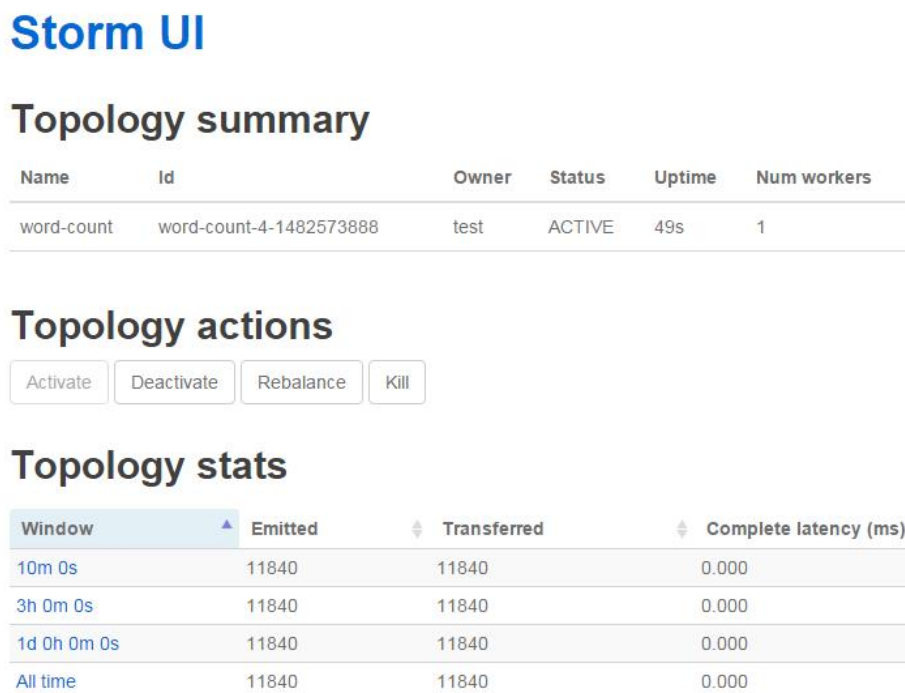 Storm UI
Topology summary
Name Id Owner Status Uptime Num workers
word-count word-count-4-1482573888 test ACTIVE 49s 1
Topology actions
Activate Deactivate Rebalance Kill
Topology stats
Window Emitted Transferred Complete latency (ms)
10m 0s 11840 11840 0.000
3h 0m 0s 11840 11840 0.000
1d 0h 0m 0s 11840 11840 0.000
All time 11840 11840 0.000